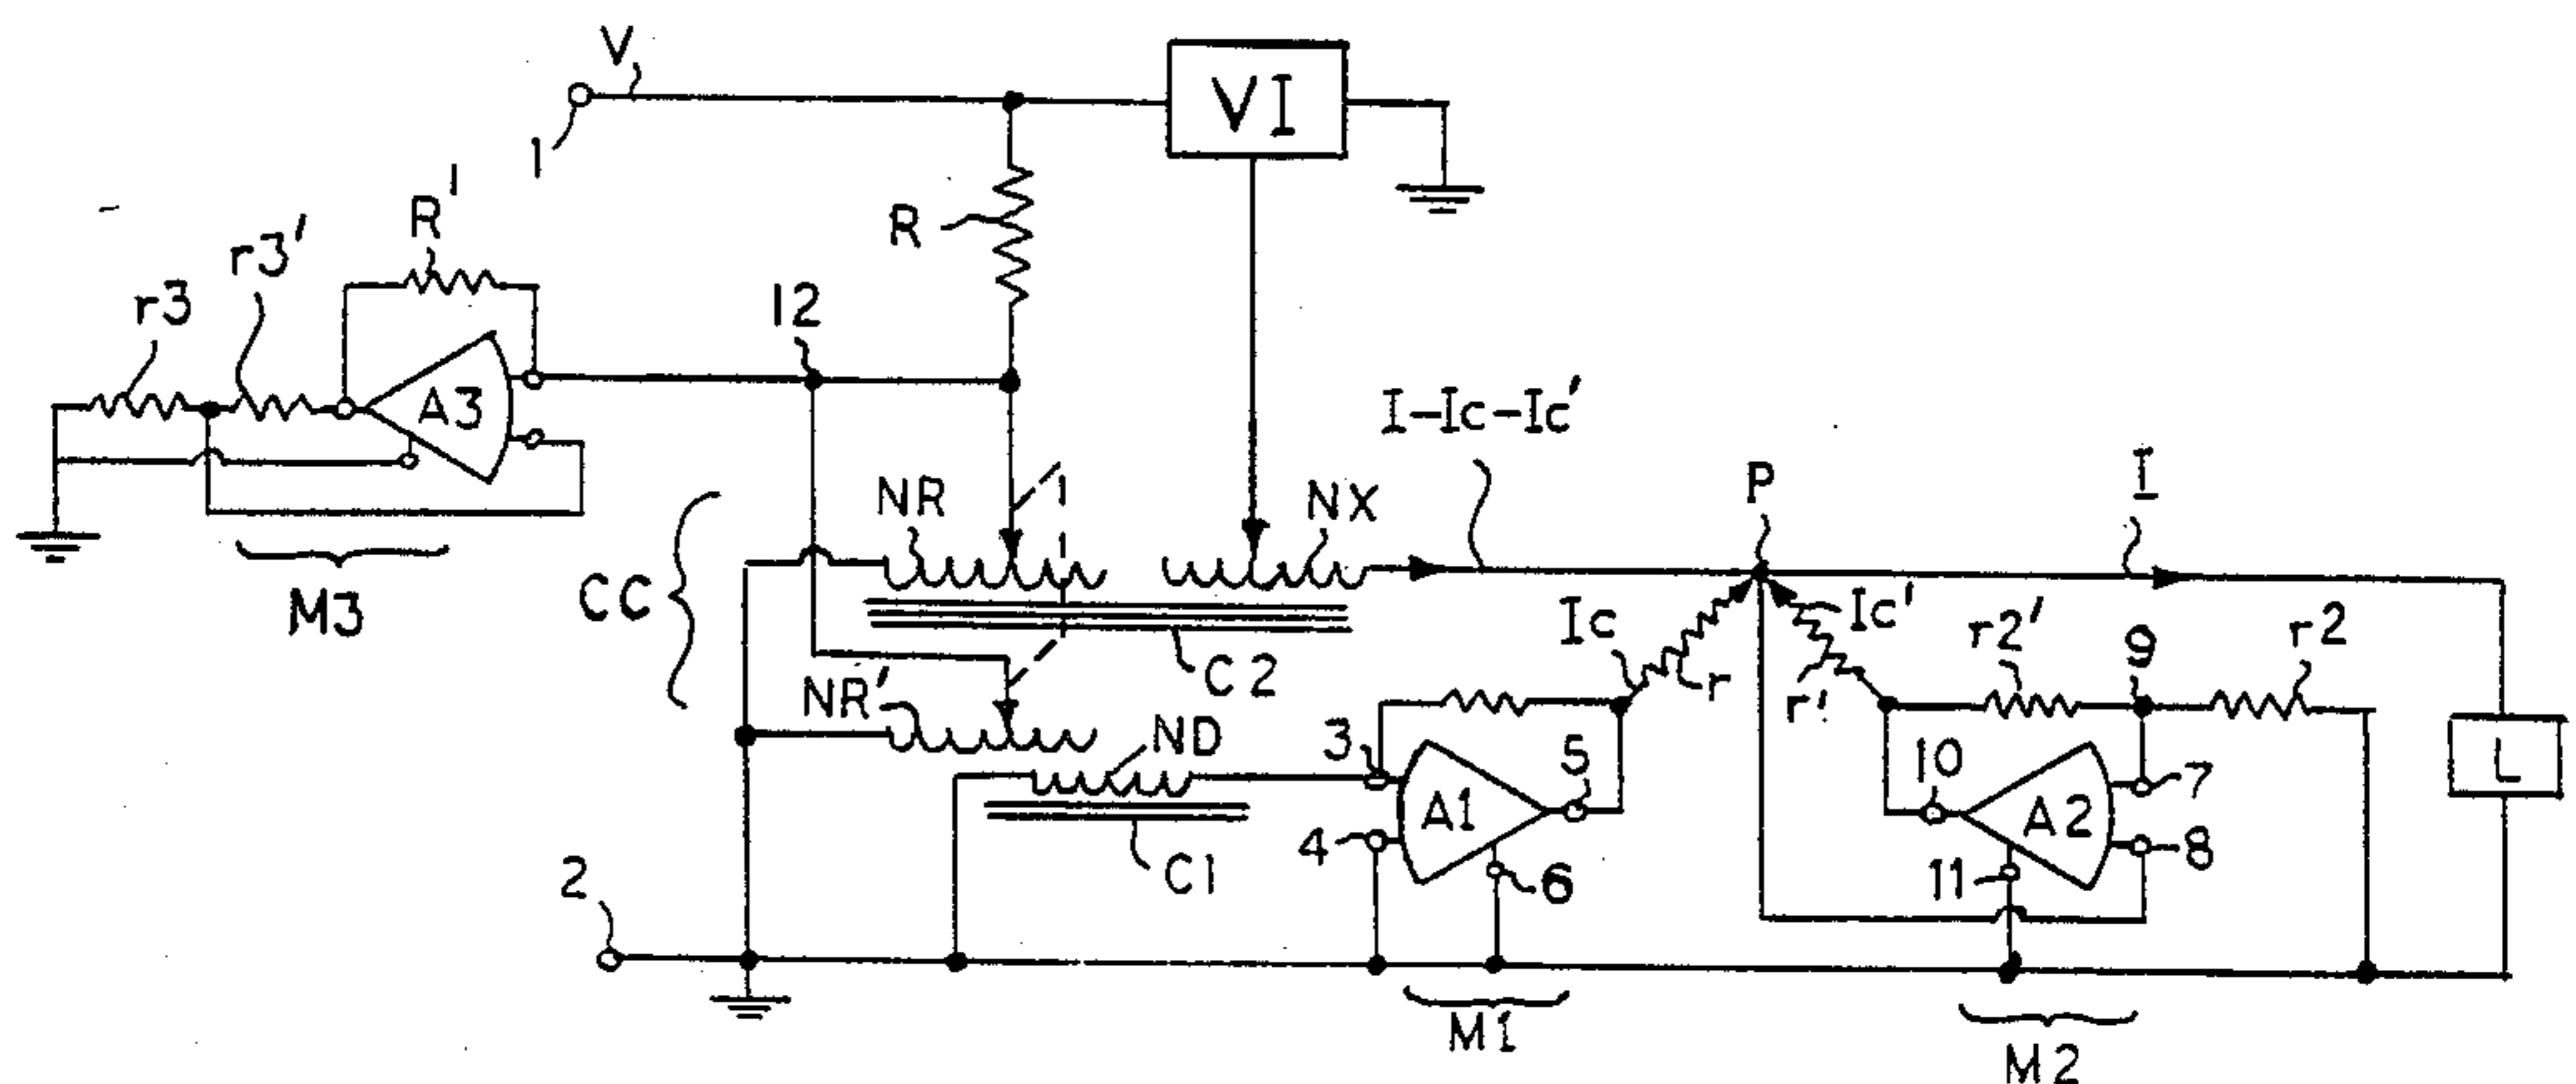 V
1
VI
R
R'
r3'
r3
12
A3
M3
I-Ic-Ic'
P
I
NR
NX
CC
Ic
Ic'
r2'
9
r2
C2
r
r'
NR'
ND
3
5
10
7
L
A1
A2
4
8
C1
6
11
2
M1
M2